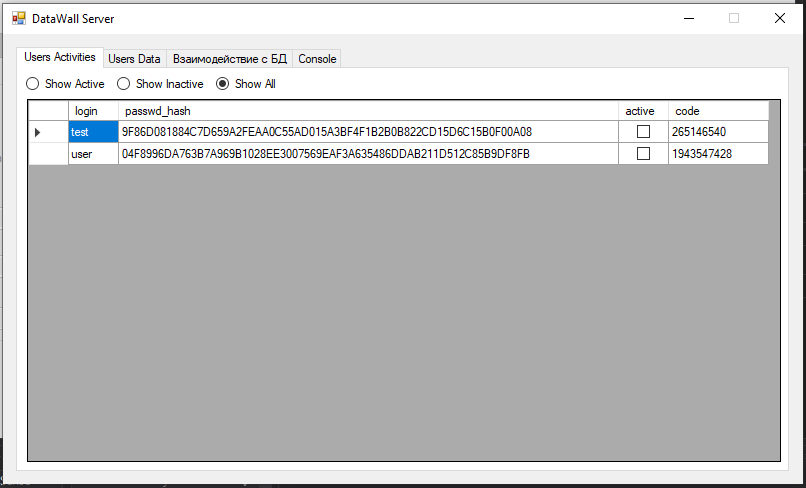 DataWall Server
Users Activities Users Data Взаимодействие с БД Console
Show Active Show Inactive Show All
login passwd_hash active code
test 9F86D081884C7D659A2FEAA0C55AD015A3BF4F1B2B0B822CD15D6C15B0F00A08 265146540
user 04F8996DA763B7A969B1028EE3007569EAF3A635486DDAB211D512C85B9DF8FB 1943547428